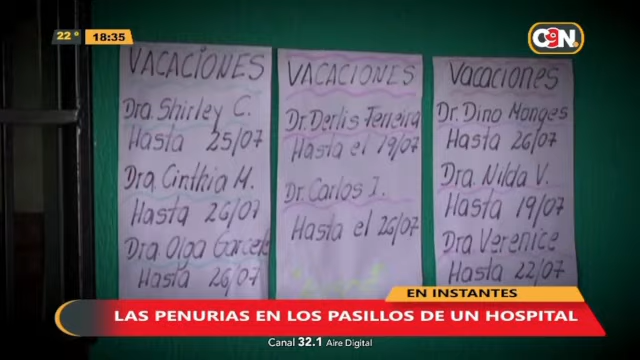 22°
18:35
C9N.
VACACIONES
Dra. Shirley C.
Hasta 25/07
Dra. Cinthia M.
Hasta 26/07
Dra Olga Garcete
Hasta 26/07
VACACIONES
Dr. Derlis Ferreira
Hasta el 19/07
Dr. Carlos I.
Hasta el 26/07
Vacaciones
Dr. Dino Monges
Hasta 26/07
Dra. Nilda V.
Hasta 19/07
Dra Verenice
Hasta 22/07
EN INSTANTES
LAS PENURIAS EN LOS PASILLOS DE UN HOSPITAL
Canal 32.1 Aire Digital